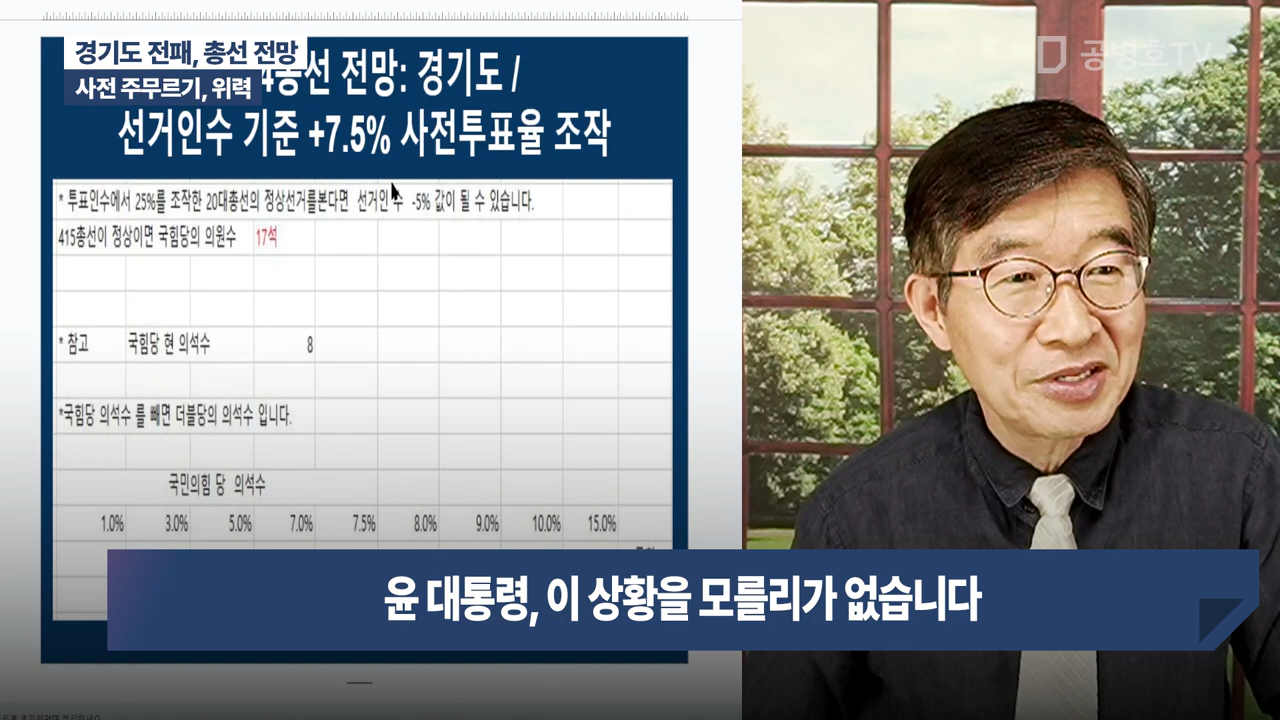 경기도 전패, 총선 전망
사전 주무르기, 위력
4총선 전망: 경기도 /
선거인수 기준 +7.5% 사전투표율 조작
공병호TV
* 투표인수에서 25%를 조작한 20대총선의 정상선거를본다면 선거인수 -5% 값이 될 수 있습니다.
415총선이 정상이면 국힘당의 의원수 17석
* 참고 국힘당 현 의석수 8
*국힘당 의석수 를 빼면 더블당의 의석수 입니다.
국민의힘 당 의석수
1.0% 3.0% 5.0% 7.0% 7.5% 8.0% 9.0% 10.0% 15.0%
윤 대통령, 이 상황을 모를리가 없습니다